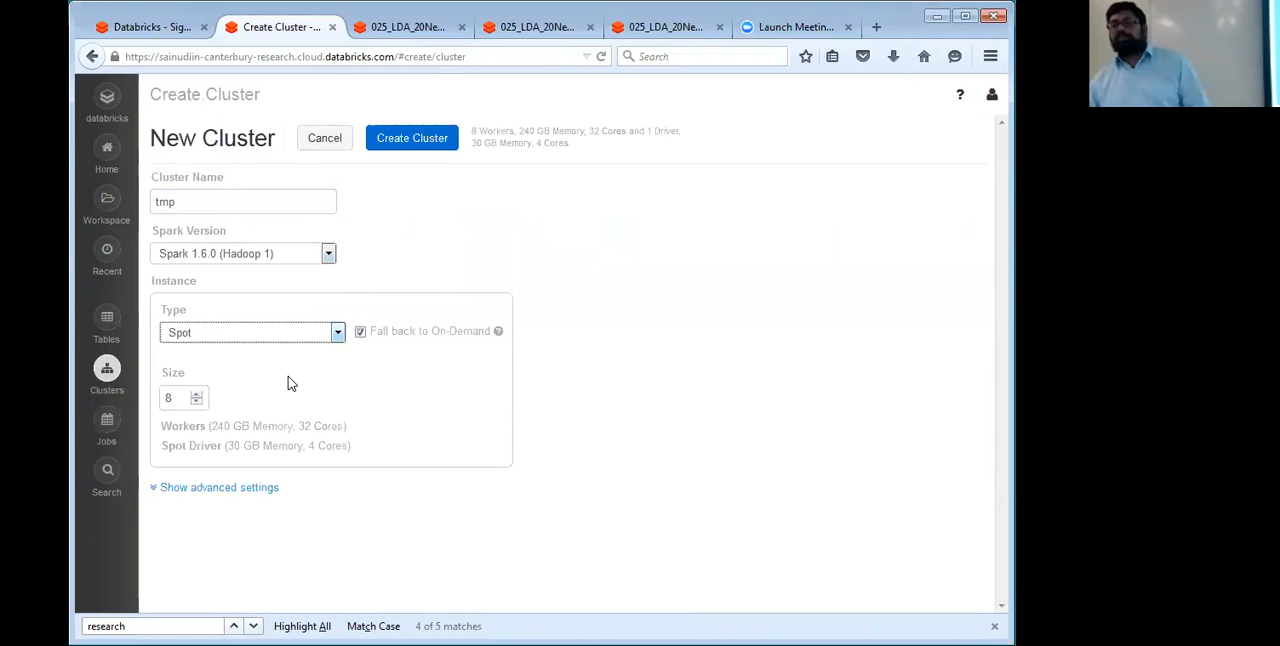 Databricks - Sig...
Create Cluster -...
025_LDA_20Ne...
025_LDA_20Ne...
025_LDA_20Ne...
Launch Meetin...
https://sainudiin-canterbury-research.cloud.databricks.com/#create/cluster
Search
databricks
Home
Workspace
Recent
Tables
Clusters
Jobs
Search
Create Cluster
?
New Cluster
Cancel
Create Cluster
8 Workers, 240 GB Memory, 32 Cores and 1 Driver,
30 GB Memory, 4 Cores
Cluster Name
tmp
Spark Version
Spark 1.6.0 (Hadoop 1)
Instance
Type
Spot
Fall back to On-Demand
Size
8
Workers (240 GB Memory, 32 Cores)
Spot Driver (30 GB Memory, 4 Cores)
Show advanced settings
research
Highlight All
Match Case
4 of 5 matches